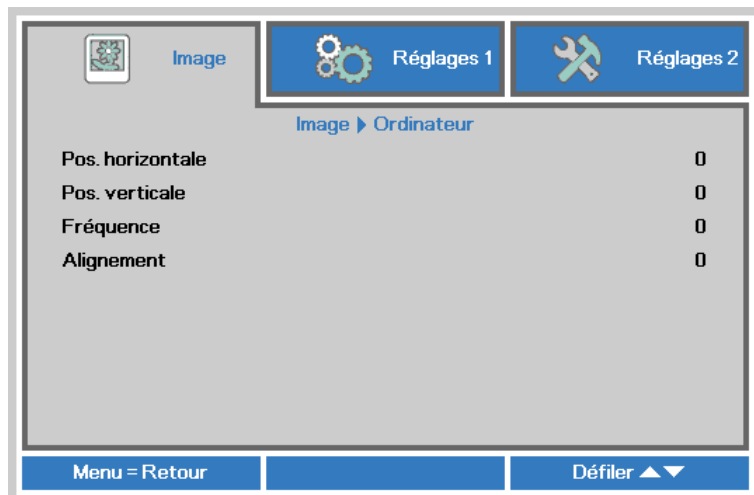 Image
Réglages 1
Réglages 2
Image ▶ Ordinateur
Pos. horizontale 0
Pos. verticale 0
Fréquence 0
Alignement 0
Menu = Retour
Défiler ▲▼